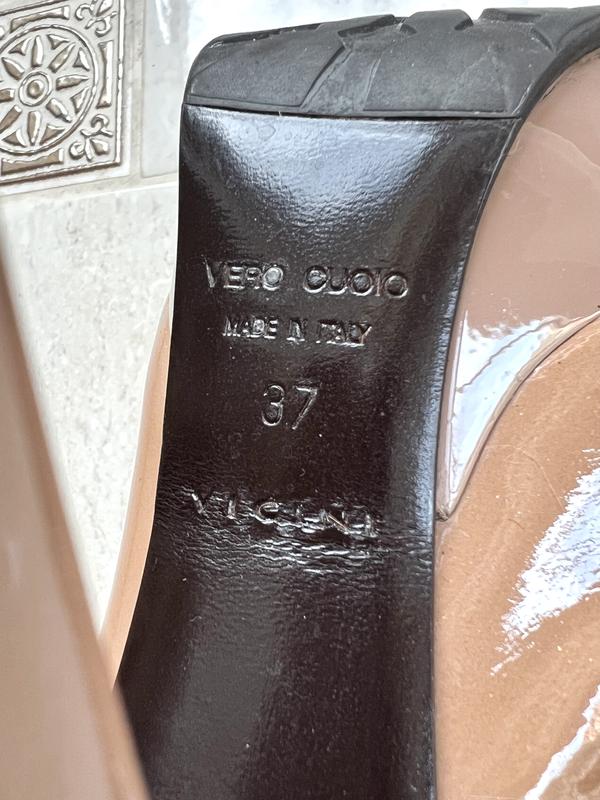 VERO CUOIO
MADE IN ITALY
37
VICINI